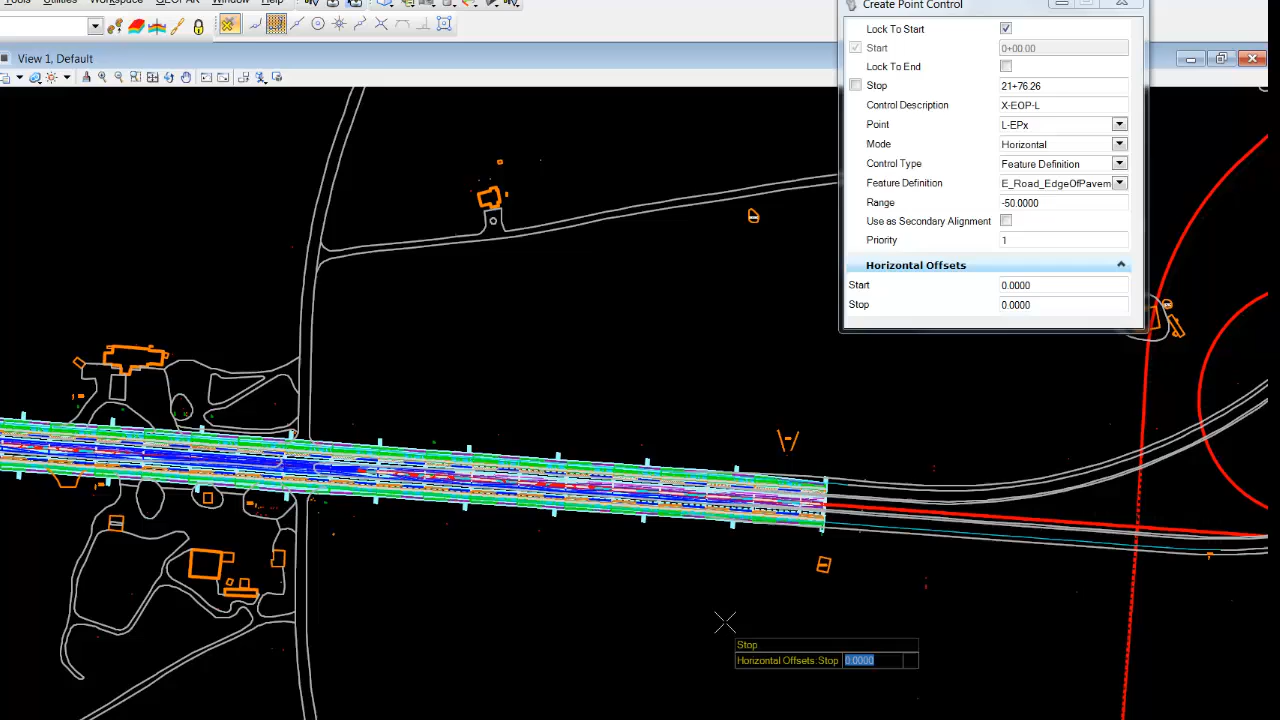 Tools Utilities Workspace GEOPAK Window Help
View 1, Default
Create Point Control
Lock To Start
Start 0+00.00
Lock To End
Stop 21+76.26
Control Description X-EOP-L
Point L-EPx
Mode Horizontal
Control Type Feature Definition
Feature Definition E_Road_EdgeOfPavem
Range -50.0000
Use as Secondary Alignment
Priority 1
Horizontal Offsets
Start 0.0000
Stop 0.0000
Stop
Horizontal Offsets:Stop 0.0000